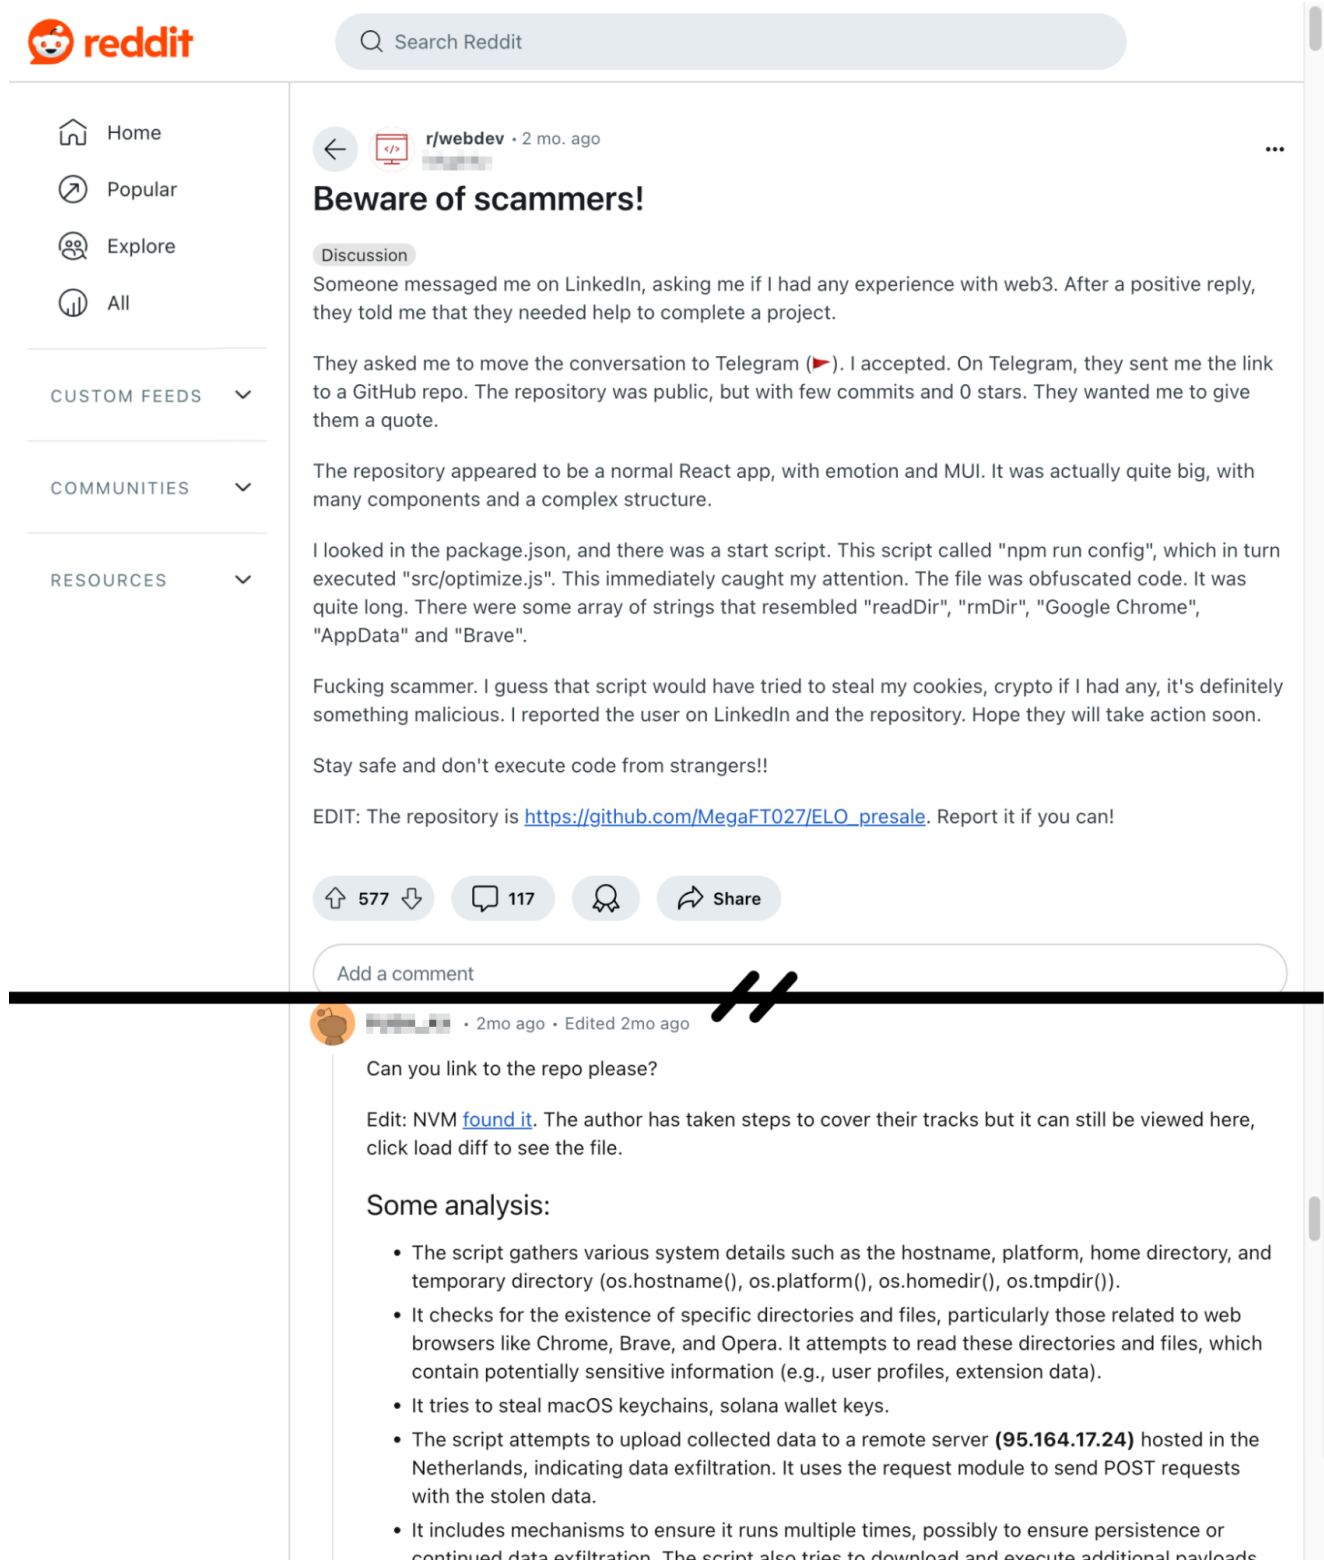 reddit
Search Reddit
Home
Popular
Explore
All
CUSTOM FEEDS
COMMUNITIES
RESOURCES
r/webdev • 2 mo. ago
Beware of scammers!
Discussion
Someone messaged me on LinkedIn, asking me if I had any experience with web3. After a positive reply,
they told me that they needed help to complete a project.
They asked me to move the conversation to Telegram (🚩). I accepted. On Telegram, they sent me the link
to a GitHub repo. The repository was public, but with few commits and 0 stars. They wanted me to give
them a quote.
The repository appeared to be a normal React app, with emotion and MUI. It was actually quite big, with
many components and a complex structure.
I looked in the package.json, and there was a start script. This script called "npm run config", which in turn
executed "src/optimize.js". This immediately caught my attention. The file was obfuscated code. It was
quite long. There were some array of strings that resembled "readDir", "rmDir", "Google Chrome",
"AppData" and "Brave".
Fucking scammer. I guess that script would have tried to steal my cookies, crypto if I had any, it's definitely
something malicious. I reported the user on LinkedIn and the repository. Hope they will take action soon.
Stay safe and don't execute code from strangers!!
EDIT: The repository is https://github.com/MegaFT027/ELO_presale. Report it if you can!
577
117
Share
Add a comment
• 2mo ago • Edited 2mo ago
Can you link to the repo please?
Edit: NVM found it. The author has taken steps to cover their tracks but it can still be viewed here,
click load diff to see the file.
Some analysis:
• The script gathers various system details such as the hostname, platform, home directory, and
temporary directory (os.hostname(), os.platform(), os.homedir(), os.tmpdir()).
• It checks for the existence of specific directories and files, particularly those related to web
browsers like Chrome, Brave, and Opera. It attempts to read these directories and files, which
contain potentially sensitive information (e.g., user profiles, extension data).
• It tries to steal macOS keychains, solana wallet keys.
• The script attempts to upload collected data to a remote server (95.164.17.24) hosted in the
Netherlands, indicating data exfiltration. It uses the request module to send POST requests
with the stolen data.
• It includes mechanisms to ensure it runs multiple times, possibly to ensure persistence or
continued data exfiltration. The script also tries to download and execute additional payloads